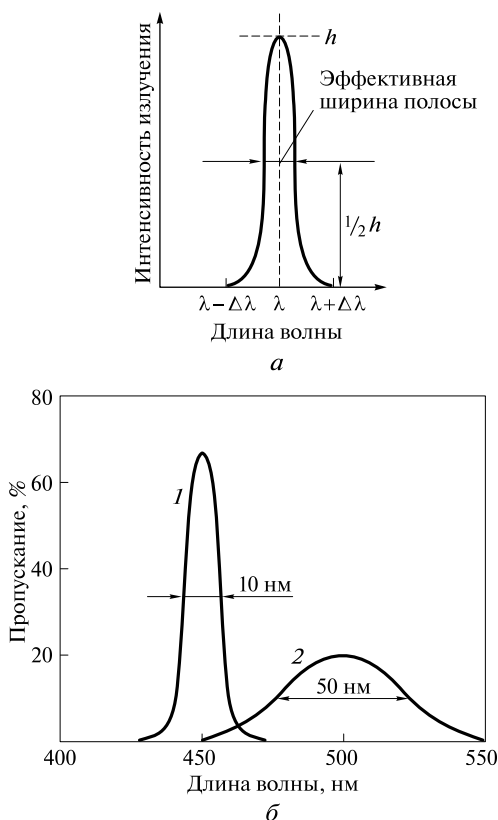 Интенсивность излучения
h
Эффективная
ширина полосы
1/2 h
λ – Δλ λ λ + Δλ
Длина волны
а
Пропускание, %
80
60
40
20
1
10 нм
2
50 нм
400 450 500 550
Длина волны, нм
б